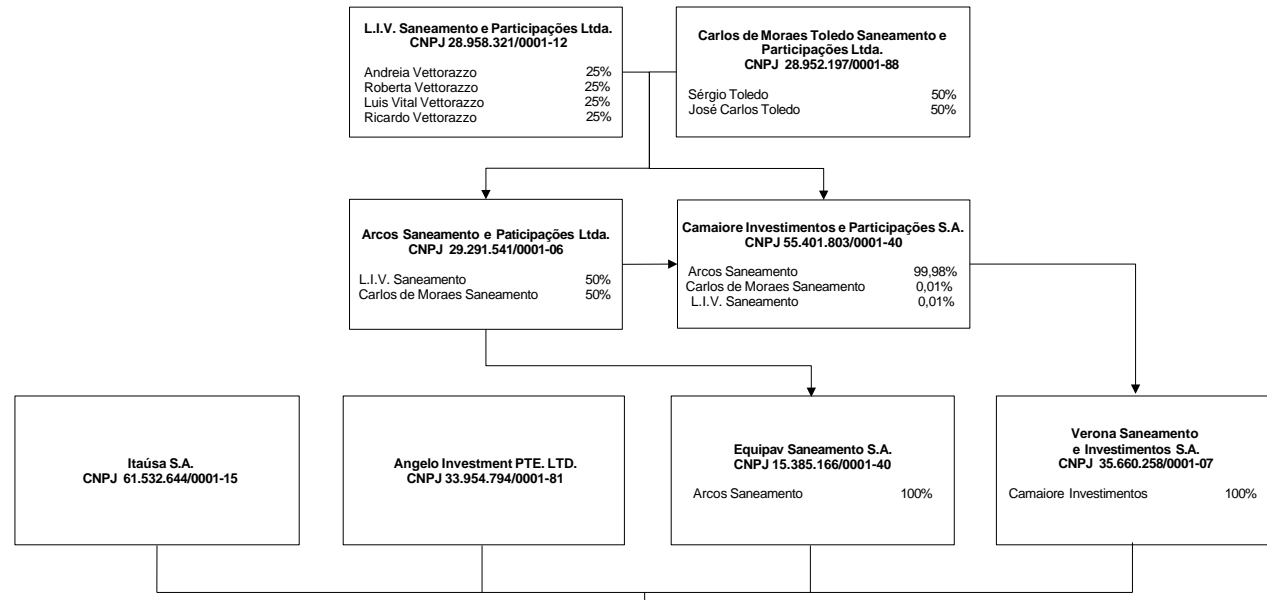 L.I.V. Saneamento e Participações Ltda.
CNPJ 28.958.321/0001-12
Andreia Vettorazzo 25%
Roberta Vettorazzo 25%
Luis Vital Vettorazzo 25%
Ricardo Vettorazzo 25%
Carlos de Moraes Toledo Saneamento e
Participações Ltda.
CNPJ 28.952.197/0001-88
Sérgio Toledo 50%
José Carlos Toledo 50%
Arcos Saneamento e Paticipações Ltda.
CNPJ 29.291.541/0001-06
L.I.V. Saneamento 50%
Carlos de Moraes Saneamento 50%
Camaiore Investimentos e Participações S.A.
CNPJ 55.401.803/0001-40
Arcos Saneamento 99,98%
Carlos de Moraes Saneamento 0,01%
L.I.V. Saneamento 0,01%
Itaúsa S.A.
CNPJ 61.532.644/0001-15
Angelo Investment PTE. LTD.
CNPJ 33.954.794/0001-81
Equipav Saneamento S.A.
CNPJ 15.385.166/0001-40
Arcos Saneamento 100%
Verona Saneamento
e Investimentos S.A.
CNPJ 35.660.258/0001-07
Camaiore Investimentos 100%